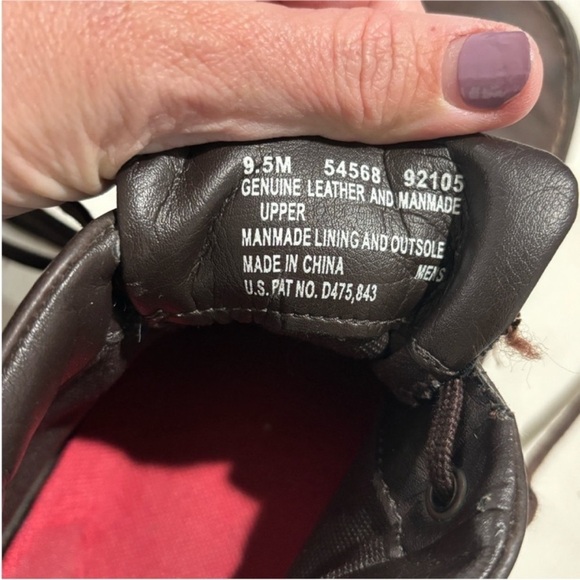 9.5M 54568 92105
GENUINE LEATHER AND MANMADE
UPPER
MANMADE LINING AND OUTSOLE
MADE IN CHINA MEN'S
U.S. PAT NO. D475,843